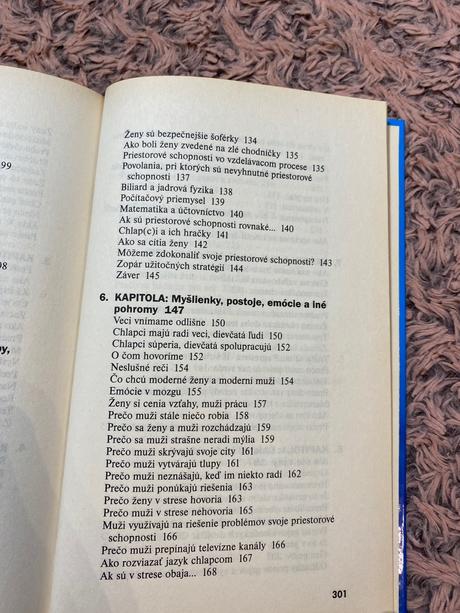 99
98
Ženy sú bezpečnejšie šoférky 134
Ako boli ženy zvedené na zlé chodníčky 135
Priestorové schopnosti vo vzdelávacom procese 135
Povolania, pri ktorých sú nevyhnutné priestorové
schopnosti 137
Biliard a jadrová fyzika 138
Počítačový priemysel 139
Matematika a účtovníctvo 140
Ak sú priestorové schopnosti rovnaké... 140
Chlap(c)i a ich hračky 141
Ako sa cítia ženy 142
Môžeme zdokonaliť svoje priestorové schopnosti? 143
Zopár užitočných stratégií 144
Záver 145
6. KAPITOLA: Myšlienky, postoje, emócie a iné
pohromy 147
Veci vnímame odlišne 150
Chlapci majú radi veci, dievčatá ľudí 150
Chlapci súperia, dievčatá spolupracujú 152
O čom hovoríme 152
Neslušné reči 154
Čo chcú moderné ženy a moderní muži 154
Emócie v mozgu 155
Ženy si cenia vzťahy, muži prácu 157
Prečo muži stále niečo robia 158
Prečo sa ženy a muži rozchádzajú 159
Prečo sa muži strašne neradi mýlia 159
Prečo muži skrývajú svoje city 161
Prečo muži vytvárajú tlupy 161
Prečo muži neznášajú, keď im niekto radí 162
Prečo muži ponúkajú riešenia 163
Prečo ženy v strese hovoria 163
Prečo muži v strese nehovoria 165
Muži využívajú na riešenie problémov svoje priestorové
schopnosti 166
Prečo muži prepínajú televízne kanály 166
Ako rozviazať jazyk chlapcom 167
Ak sú v strese obaja... 168
301